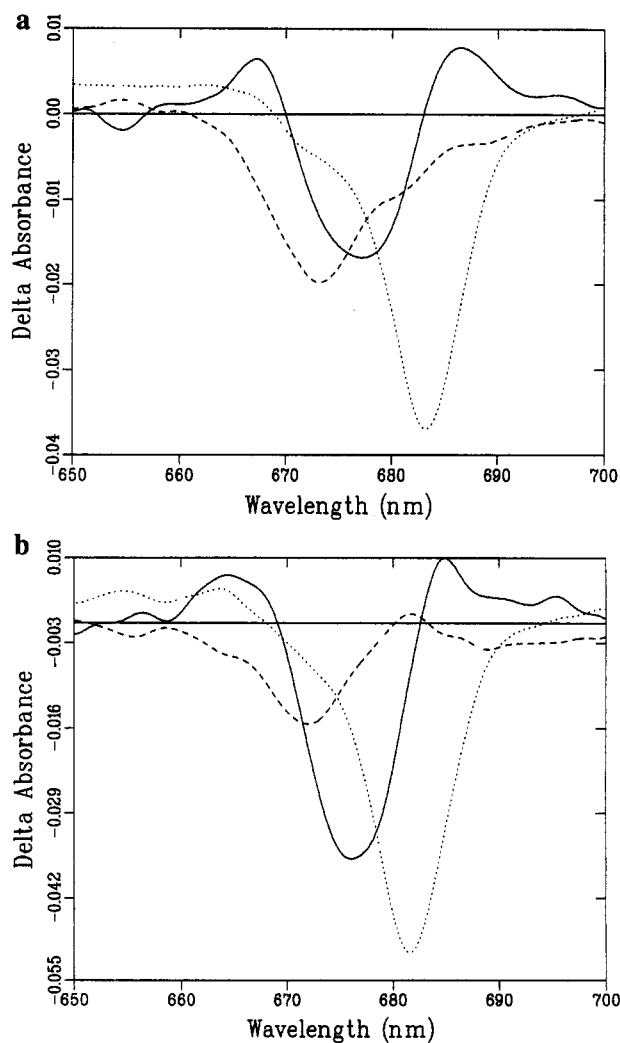 a
0.01
0.00
-0.01
-0.02
-0.03
-0.04
Delta Absorbance
650 660 670 680 690 700
Wavelength (nm)
b
0.010
-0.003
-0.016
-0.029
-0.042
-0.055
Delta Absorbance
650 660 670 680 690 700
Wavelength (nm)